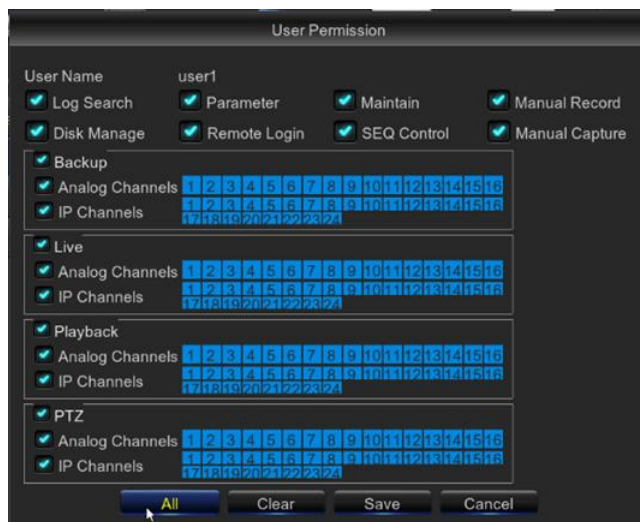 User Permission
User Name user1
Log Search Parameter Maintain Manual Record
Disk Manage Remote Login SEQ Control Manual Capture
Backup
Analog Channels 1 2 3 4 5 6 7 8 9 10 11 12 13 14 15 16
IP Channels 1 2 3 4 5 6 7 8 9 10 11 12 13 14 15 16
17 18 19 20 21 22 23 24
Live
Analog Channels 1 2 3 4 5 6 7 8 9 10 11 12 13 14 15 16
IP Channels 1 2 3 4 5 6 7 8 9 10 11 12 13 14 15 16
17 18 19 20 21 22 23 24
Playback
Analog Channels 1 2 3 4 5 6 7 8 9 10 11 12 13 14 15 16
IP Channels 1 2 3 4 5 6 7 8 9 10 11 12 13 14 15 16
17 18 19 20 21 22 23 24
PTZ
Analog Channels 1 2 3 4 5 6 7 8 9 10 11 12 13 14 15 16
IP Channels 1 2 3 4 5 6 7 8 9 10 11 12 13 14 15 16
17 18 19 20 21 22 23 24
All Clear Save Cancel